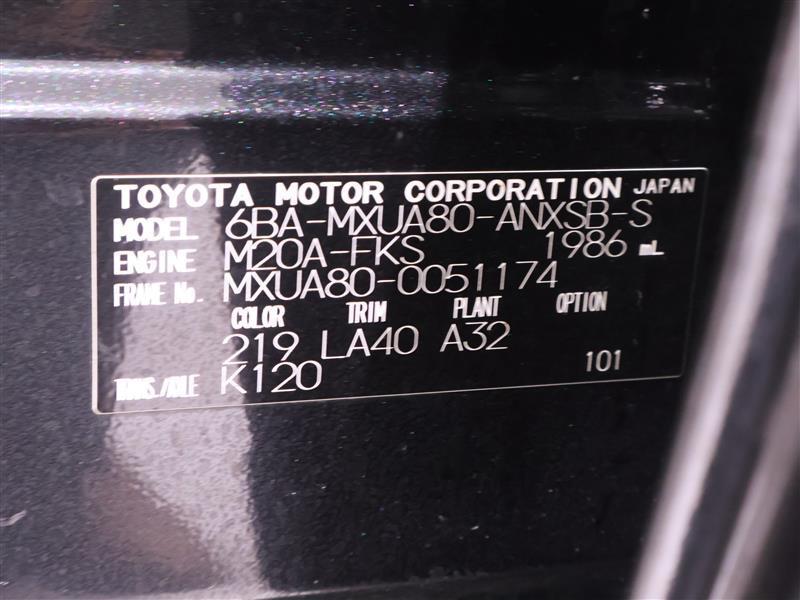 TOYOTA MOTOR CORPORATION JAPAN
MODEL 6BA-MXUA80-ANXSB-S
ENGINE M20A-FKS 1986 mL
FRAME No. MXUA80-0051174
COLOR TRIM PLANT OPTION
219 LA40 A32
TRANS./AXLE K120 101